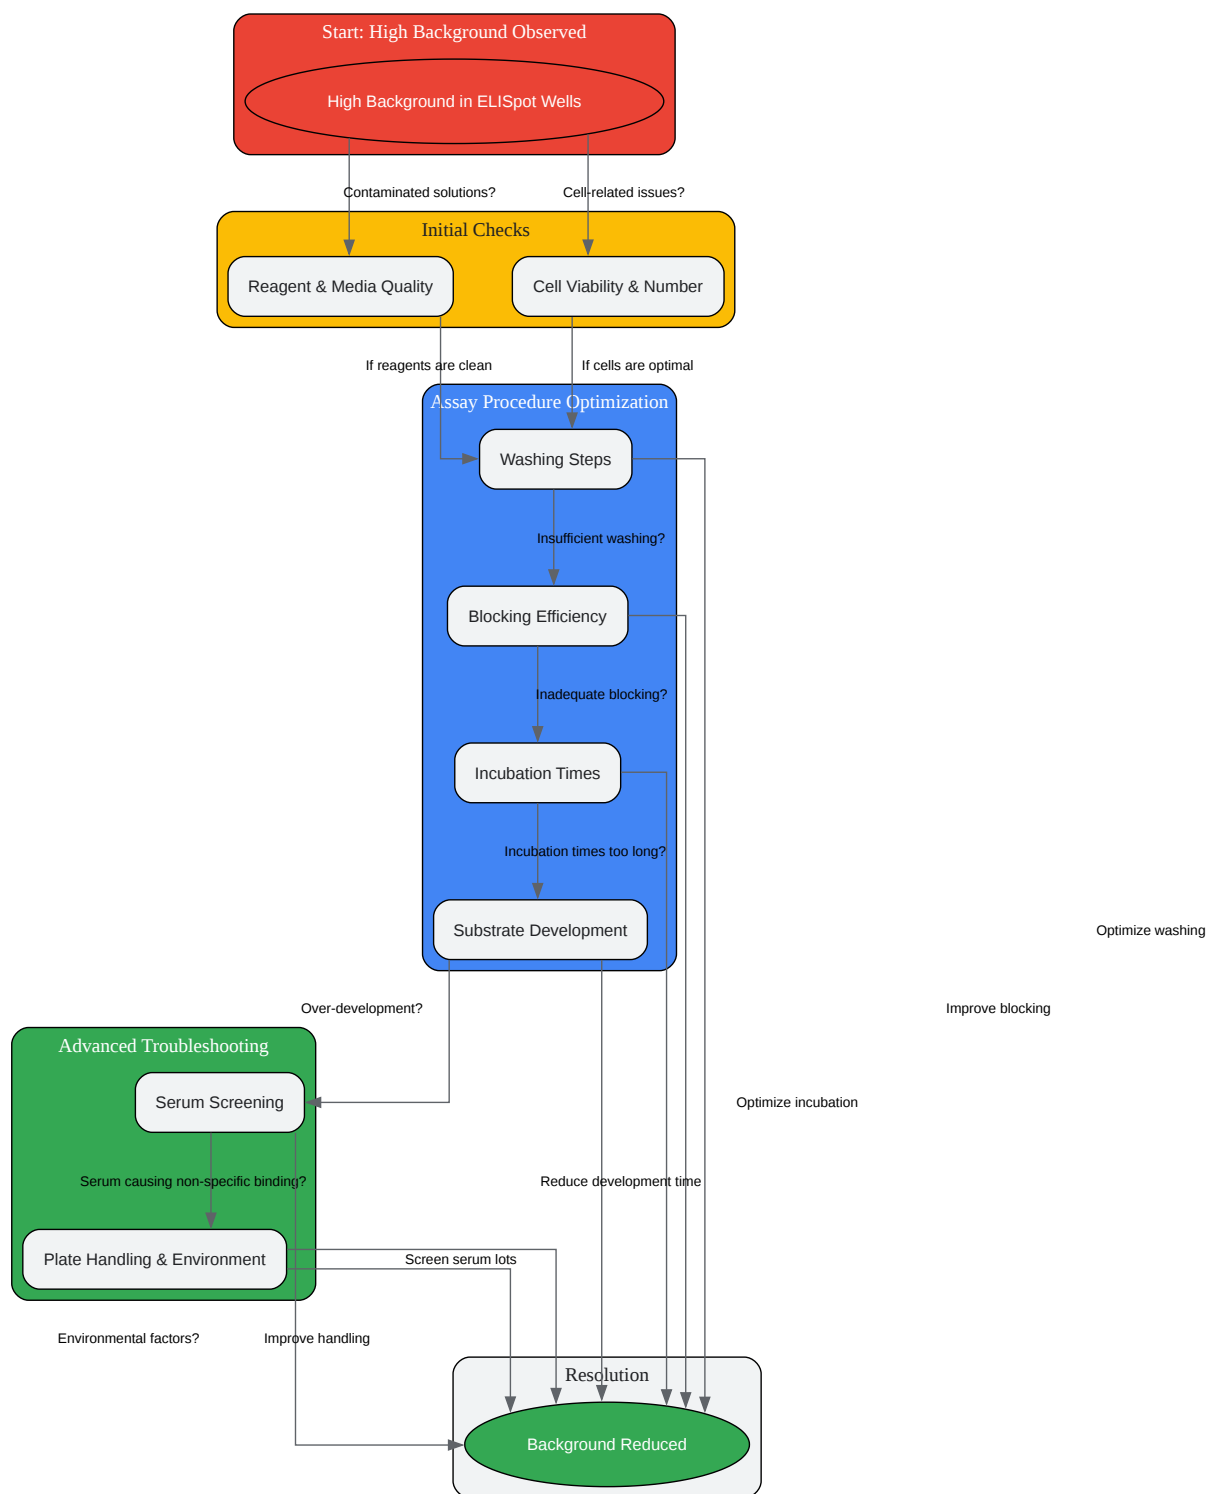 Start: High Background Observed
High Background in ELISpot Wells
Contaminated solutions?
Cell-related issues?
Initial Checks
Reagent & Media Quality
Cell Viability & Number
If reagents are clean
If cells are optimal
Assay Procedure Optimization
Washing Steps
Insufficient washing?
Blocking Efficiency
Inadequate blocking?
Incubation Times
Incubation times too long?
Substrate Development
Optimize washing
Over-development?
Improve blocking
Advanced Troubleshooting
Serum Screening
Optimize incubation
Serum causing non-specific binding?
Reduce development time
Plate Handling & Environment
Screen serum lots
Environmental factors?
Improve handling
Resolution
Background Reduced